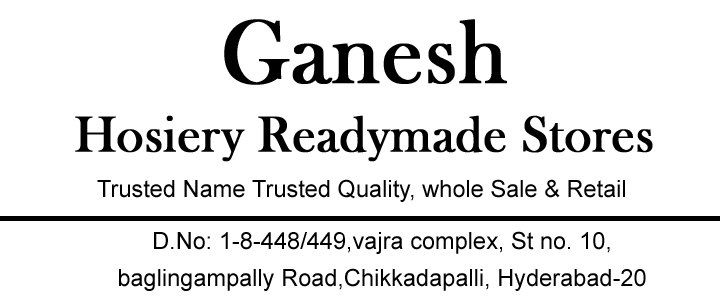 Ganesh
Hosiery Readymade Stores
Trusted Name Trusted Quality, whole Sale & Retail
D.No: 1-8-448/449,vajra complex, St no. 10,
baglingampally Road,Chikkadapalli, Hyderabad-20